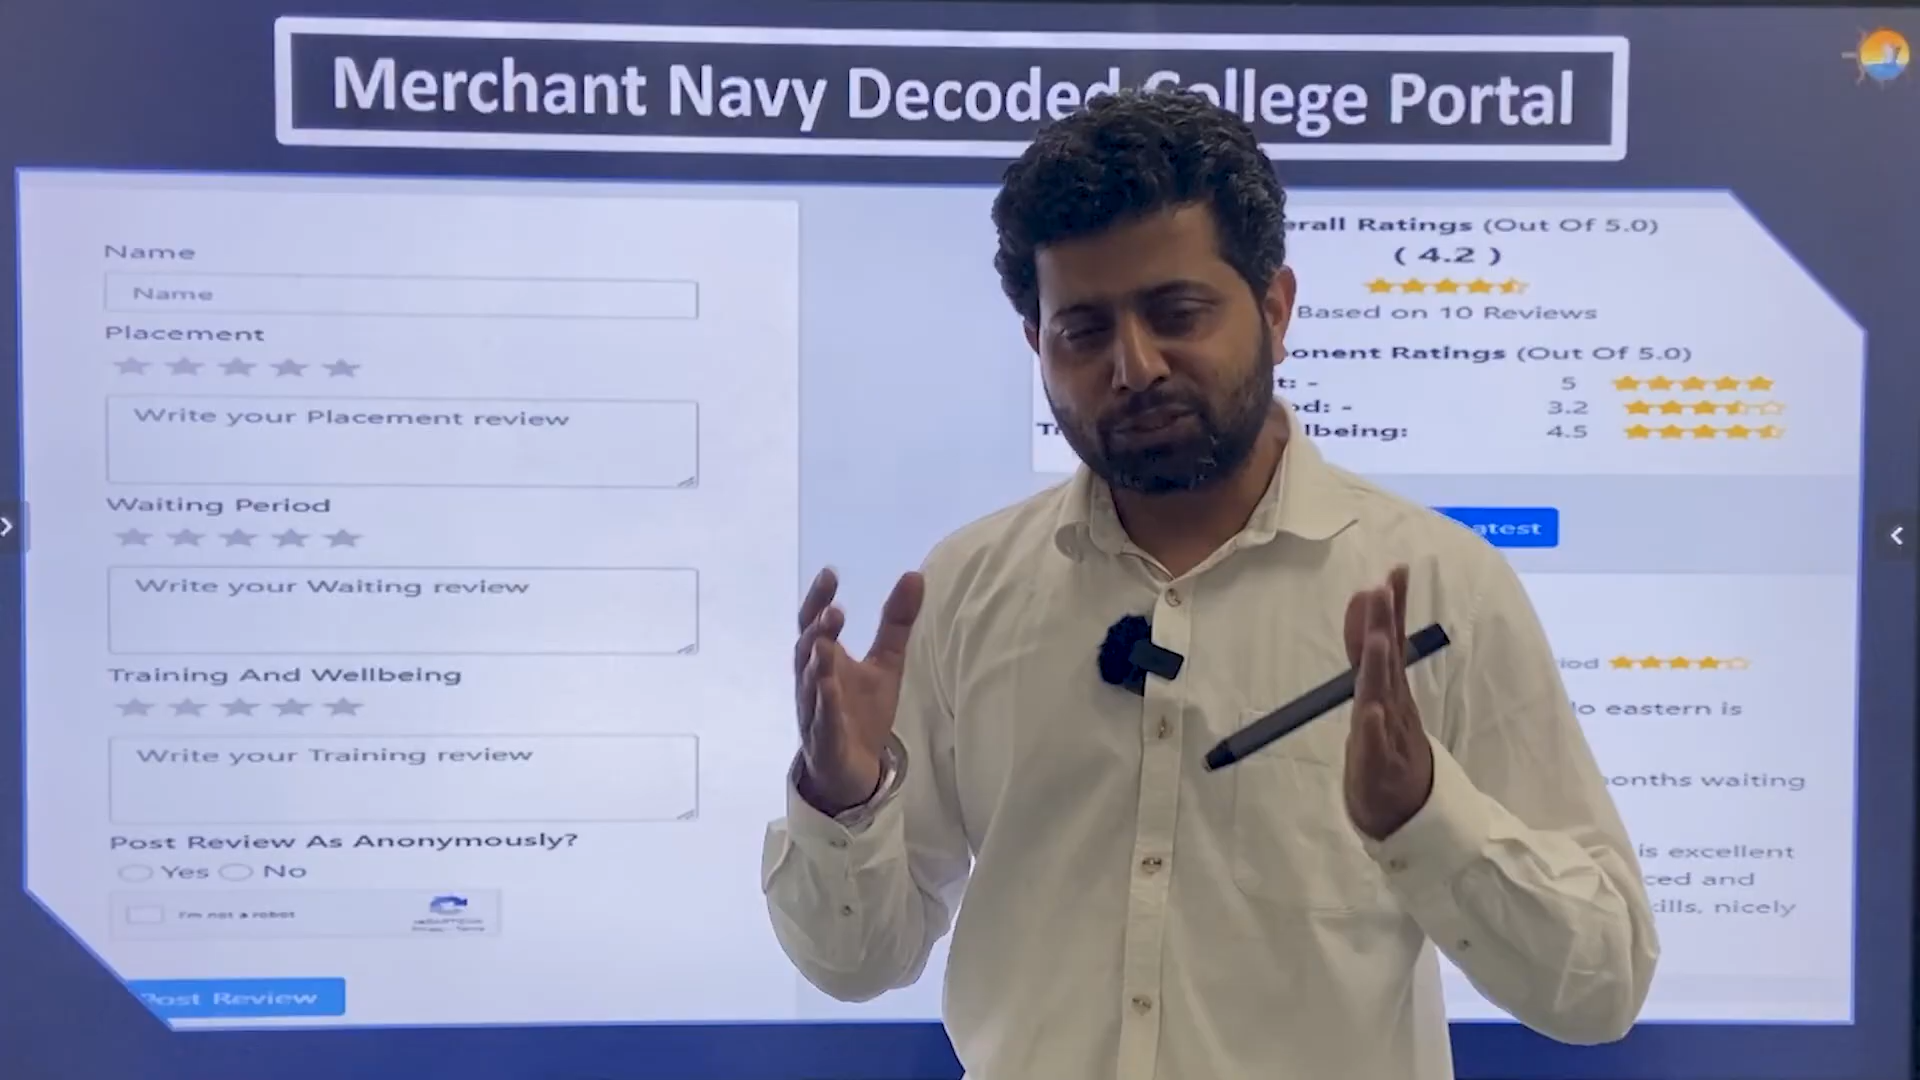 Merchant Navy Decoded College Portal
Name
Name
Placement
Write your Placement review
Waiting Period
Write your Waiting review
Training And Wellbeing
Write your Training review
Post Review As Anonymously?
Yes No
I'm not a robot
Post Review
Ratings (Out Of 5.0)
( 4.2 )
Based on 10 Reviews
Ratings (Out Of 5.0)
5
3.2
4.5
eastern is
waiting
is excellent
and
nicely